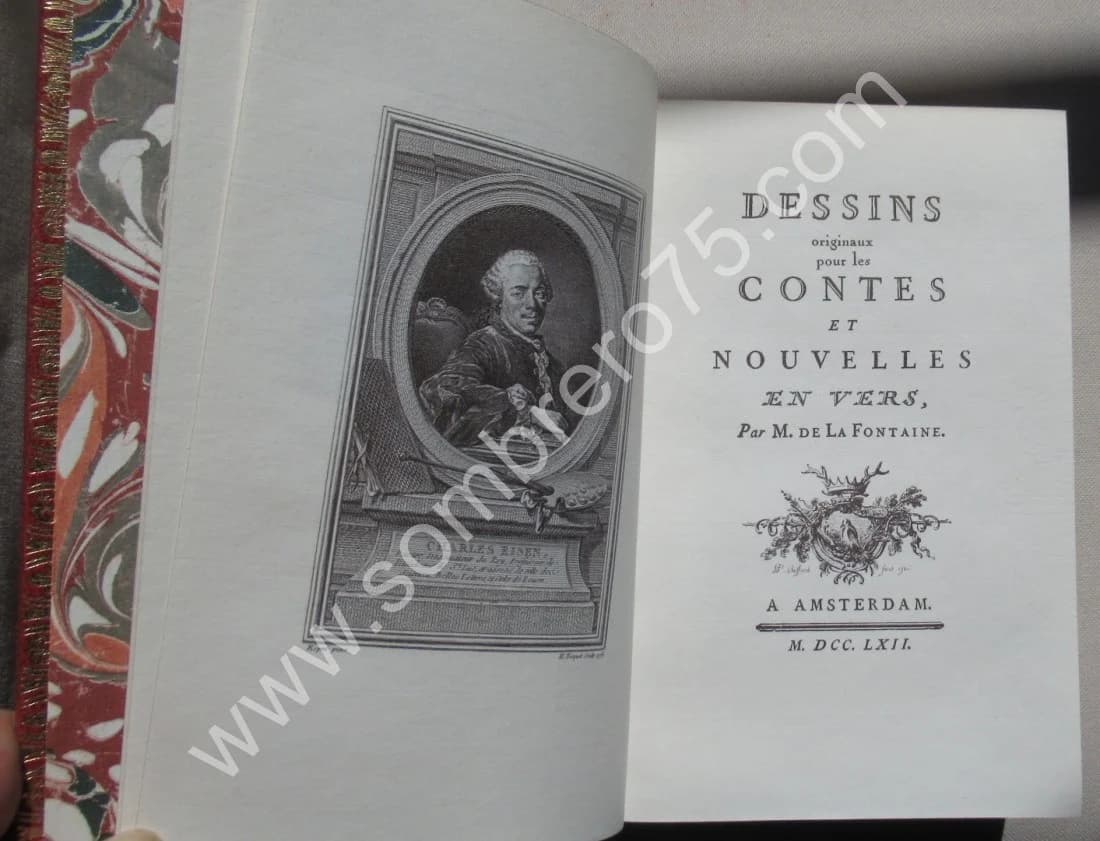 CHARLES EISEN,
DESSINS
originaux
pour les
CONTES
ET
NOUVELLES
EN VERS,
Par M. DE LA FONTAINE.
A AMSTERDAM.
M. DCC. LXII.
www.sombrero75.com